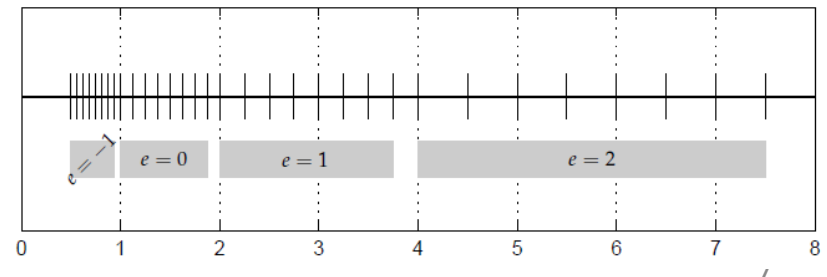 e = −1 e = 0 e = 1 e = 2
0 1 2 3 4 5 6 7 8